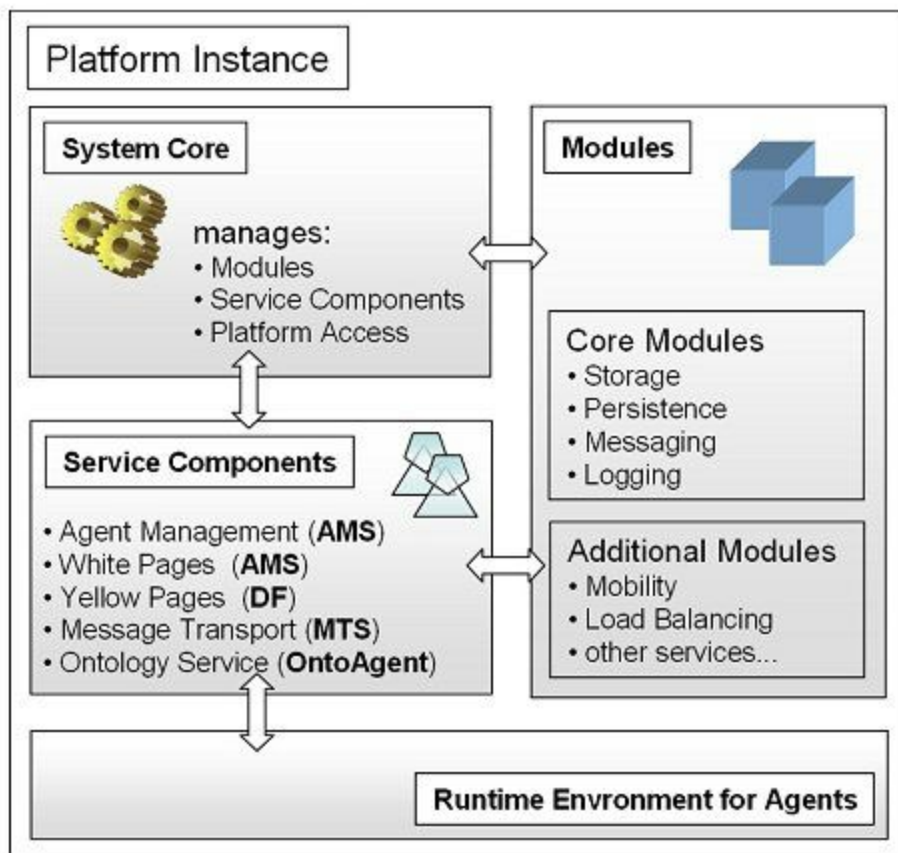 Platform Instance
System Core
manages:
• Modules
• Service Components
• Platform Access
Service Components
• Agent Management (AMS)
• White Pages (AMS)
• Yellow Pages (DF)
• Message Transport (MTS)
• Ontology Service (OntoAgent)
Modules
Core Modules
• Storage
• Persistence
• Messaging
• Logging
Additional Modules
• Mobility
• Load Balancing
• other services...
Runtime Envronment for Agents